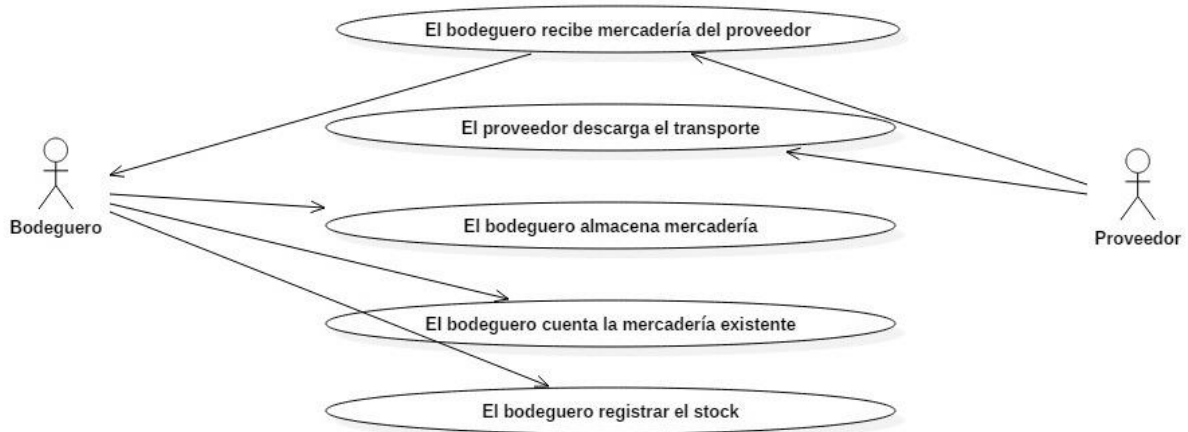 El bodeguero recibe mercadería del proveedor
El proveedor descarga el transporte
Bodeguero
El bodeguero almacena mercadería
Proveedor
El bodeguero cuenta la mercadería existente
El bodeguero registrar el stock